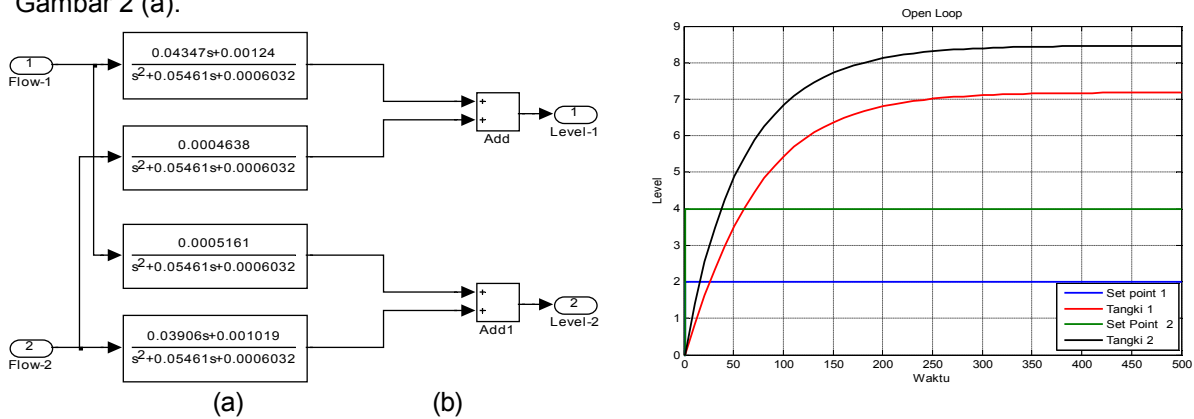 Gambar 2 (a).
1
Flow-1
0.04347s+0.00124
s2+0.05461s+0.0006032
0.0004638
s2+0.05461s+0.0006032
0.0005161
s2+0.05461s+0.0006032
2
Flow-2
0.03906s+0.001019
s2+0.05461s+0.0006032
+
+
Add
1
Level-1
+
+
Add1
2
Level-2
(a)
(b)
Open Loop
9
8
7
6
5
4
3
2
1
0
Level
0 50 100 150 200 250 300 350 400 450 500
Waktu
Set point 1
Tangki 1
Set Point 2
Tangki 2